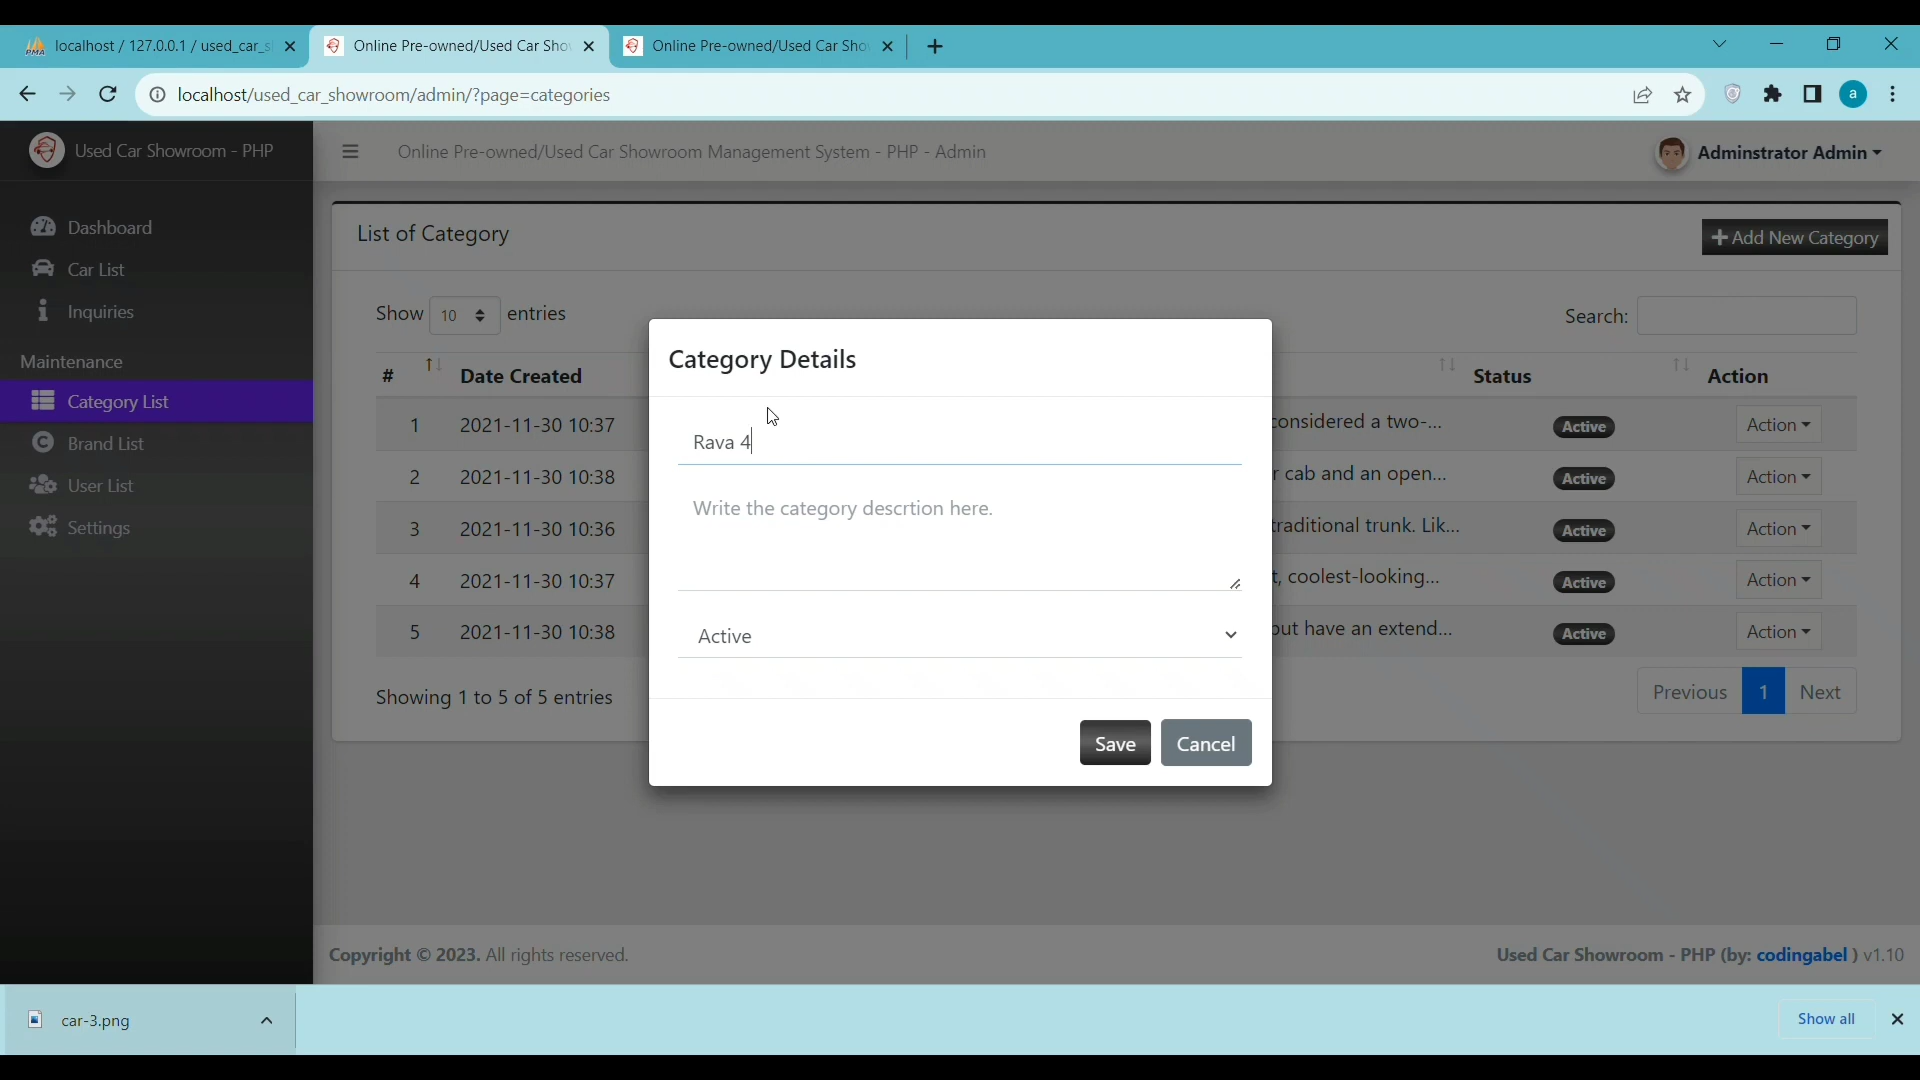 localhost / 127.0.0.1 / used_car_s
Online Pre-owned/Used Car Sho
Online Pre-owned/Used Car Sho
localhost/used_car_showroom/admin/?page=categories
a
Used Car Showroom - PHP
Online Pre-owned/Used Car Showroom Management System - PHP - Admin
Adminstrator Admin
Dashboard
Car List
Inquiries
Maintenance
Category List
Brand List
User List
Settings
List of Category
Add New Category
Show 10 entries
Search:
# Date Created Status Action
1 2021-11-30 10:37 considered a two-... Active Action
2 2021-11-30 10:38 r cab and an open... Active Action
3 2021-11-30 10:36 traditional trunk. Lik... Active Action
4 2021-11-30 10:37 t, coolest-looking... Active Action
5 2021-11-30 10:38 but have an extend... Active Action
Showing 1 to 5 of 5 entries
Previous 1 Next
Category Details
Rava 4
Write the category descrtion here.
Active
Save Cancel
Copyright © 2023. All rights reserved.
Used Car Showroom - PHP (by: codingabel ) v1.10
car-3.png
Show all